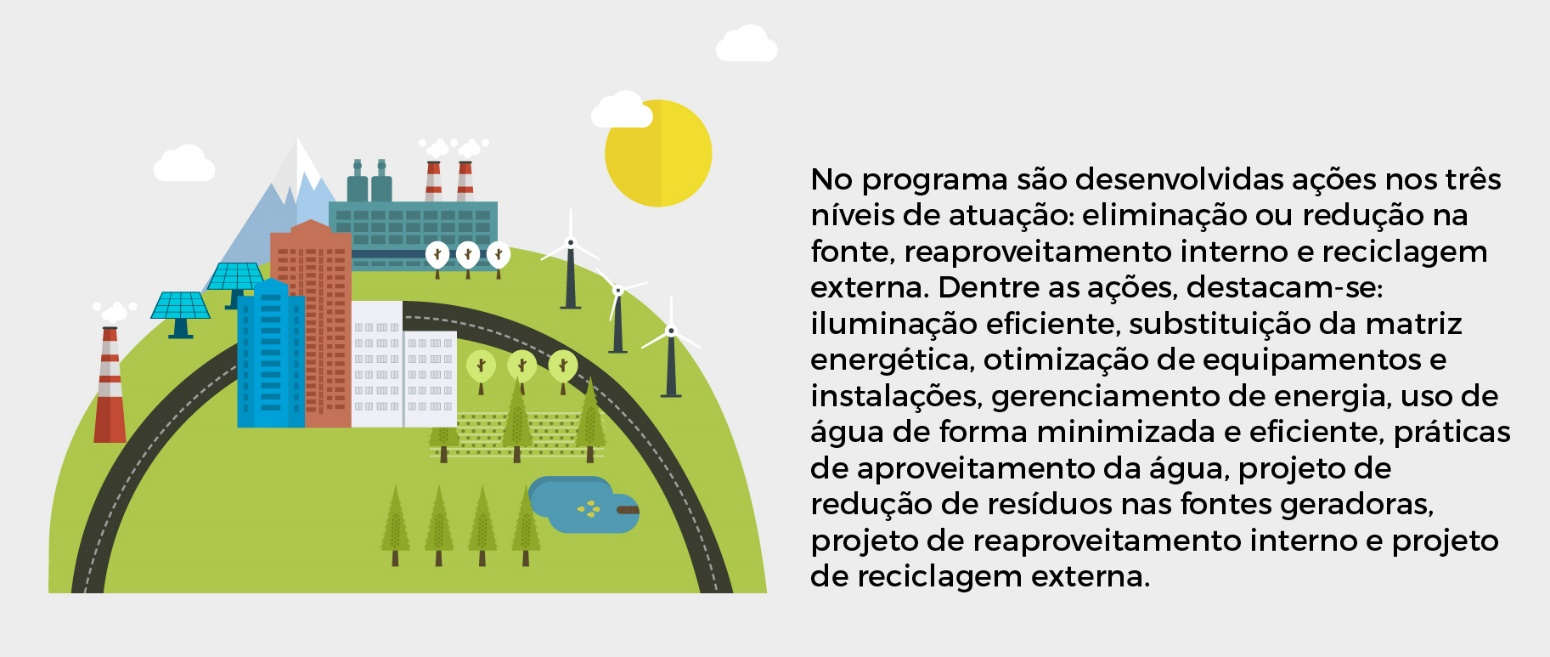 No programa são desenvolvidas ações nos três
níveis de atuação: eliminação ou redução na
fonte, reaproveitamento interno e reciclagem
externa. Dentre as ações, destacam-se:
iluminação eficiente, substituição da matriz
energética, otimização de equipamentos e
instalações, gerenciamento de energia, uso de
água de forma minimizada e eficiente, práticas
de aproveitamento da água, projeto de
redução de resíduos nas fontes geradoras,
projeto de reaproveitamento interno e projeto
de reciclagem externa.